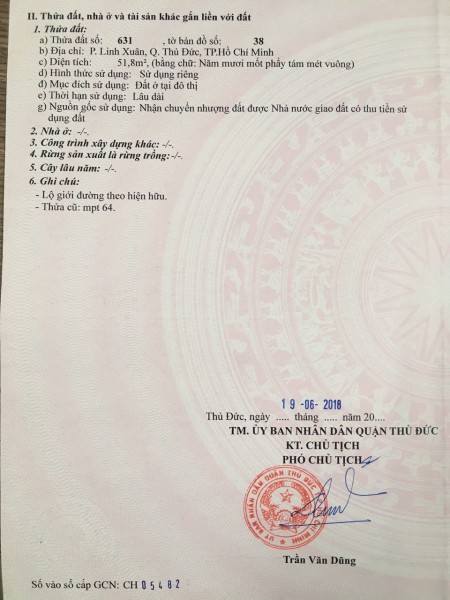 II. Thửa đất, nhà ở và tài sản khác gắn liền với đất
1. Thửa đất:
a) Thửa đất số: 631 , tờ bản đồ số: 38
b) Địa chỉ: P. Linh Xuân, Q. Thủ Đức, TP.Hồ Chí Minh
c) Diện tích: 51,8m², (bằng chữ: Năm mươi mốt phẩy tám mét vuông)
d) Hình thức sử dụng: Sử dụng riêng
đ) Mục đích sử dụng: Đất ở tại đô thị
e) Thời hạn sử dụng: Lâu dài
g) Nguồn gốc sử dụng: Nhận chuyển nhượng đất được Nhà nước giao đất có thu tiền sử
dụng đất
2. Nhà ở: -/-.
3. Công trình xây dựng khác: -/-.
4. Rừng sản xuất là rừng trồng:-/-.
5. Cây lâu năm: -/-.
6. Ghi chú:
- Lộ giới đường theo hiện hữu.
- Thửa cũ: mpt 64.
19-06-2018
Thủ Đức, ngày ..... tháng ..... năm 20....
TM. ỦY BAN NHÂN DÂN QUẬN THỦ ĐỨC
KT. CHỦ TỊCH
PHÓ CHỦ TỊCH
ỦY BAN NHÂN DÂN QUẬN THỦ ĐỨC
Trần Văn Dũng
Số vào sổ cấp GCN: CH 05482